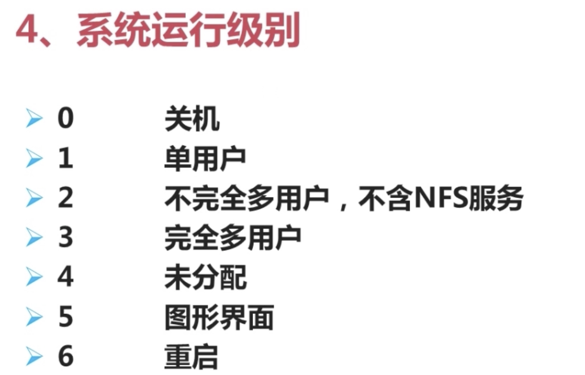 4、系统运行级别
0 关机
1 单用户
2 不完全多用户，不含NFS服务
3 完全多用户
4 未分配
5 图形界面
6 重启